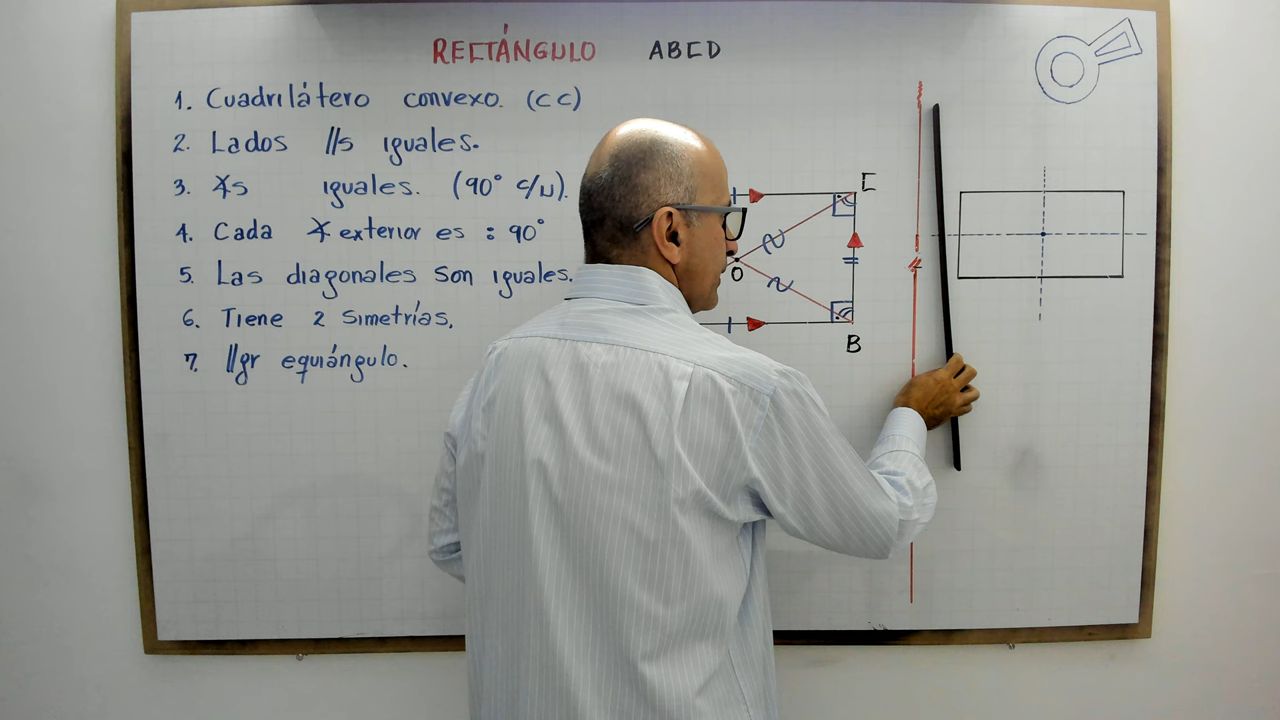 RECTÁNGULO ABCD
1. Cuadrilátero convexo. (CC)
2. Lados //s iguales.
3. ∡s iguales. (90° c/u).
4. Cada ∡ exterior es : 90°
5. Las diagonales son iguales.
6. Tiene 2 simetrías.
7. //gr equiángulo.
C
O
B